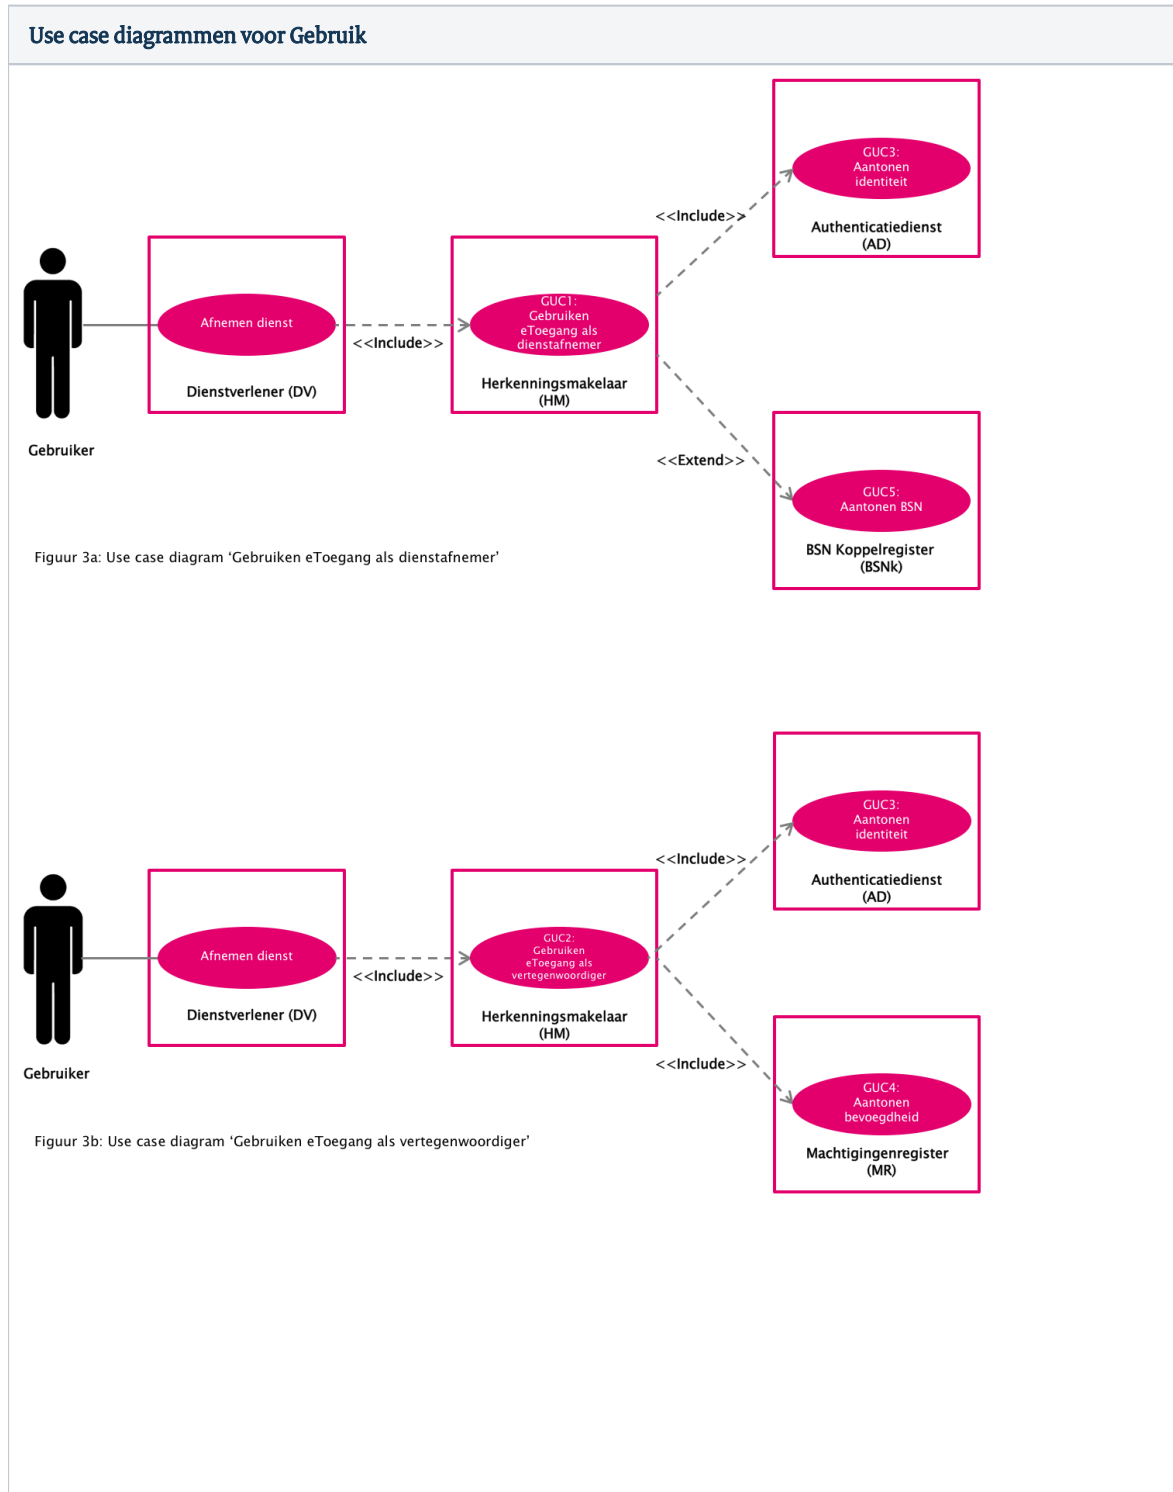 Use case diagrammen voor Gebruik
GUC3:
Aantonen
identiteit
Authenticatiedienst
(AD)
<<Include>>
Afnemen dienst
Dienstverlener (DV)
<<Include>>
GUC1:
Gebruiken
eToegang als
dienstafnemer
Herkenningsmakelaar
(HM)
Gebruiker
<<Extend>>
GUC5:
Aantonen BSN
BSN Koppelregister
(BSNk)
Figuur 3a: Use case diagram ‘Gebruiken eToegang als dienstafnemer’
GUC3:
Aantonen
identiteit
Authenticatiedienst
(AD)
<<Include>>
Afnemen dienst
Dienstverlener (DV)
<<Include>>
GUC2:
Gebruiken
eToegang als
vertegenwoordiger
Herkenningsmakelaar
(HM)
Gebruiker
<<Include>>
GUC4:
Aantonen
bevoegdheid
Machtigingenregister
(MR)
Figuur 3b: Use case diagram ‘Gebruiken eToegang als vertegenwoordiger’